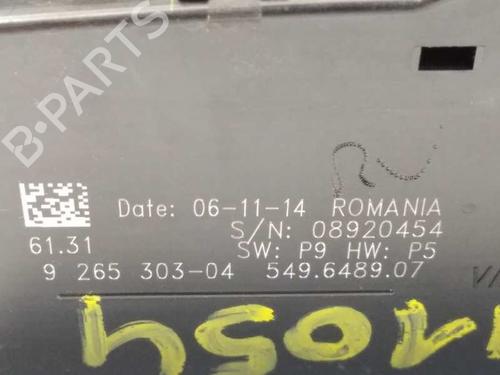 B-PARTS
Date: 06-11-14 ROMANIA
S/N: 08920454
61.31 SW: P9 HW: P5
9 265 303-04 549.6489.07